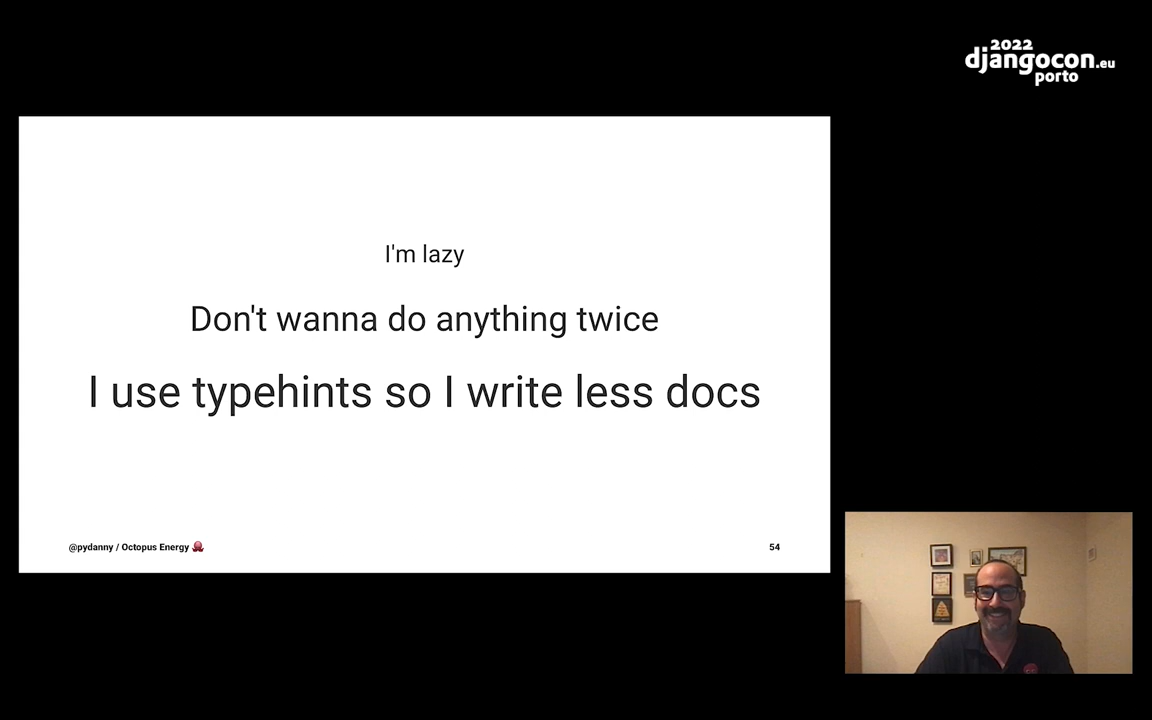 2022
djangocon.eu
porto
I'm lazy
Don't wanna do anything twice
I use typehints so I write less docs
@pydanny / Octopus Energy 🐙
54